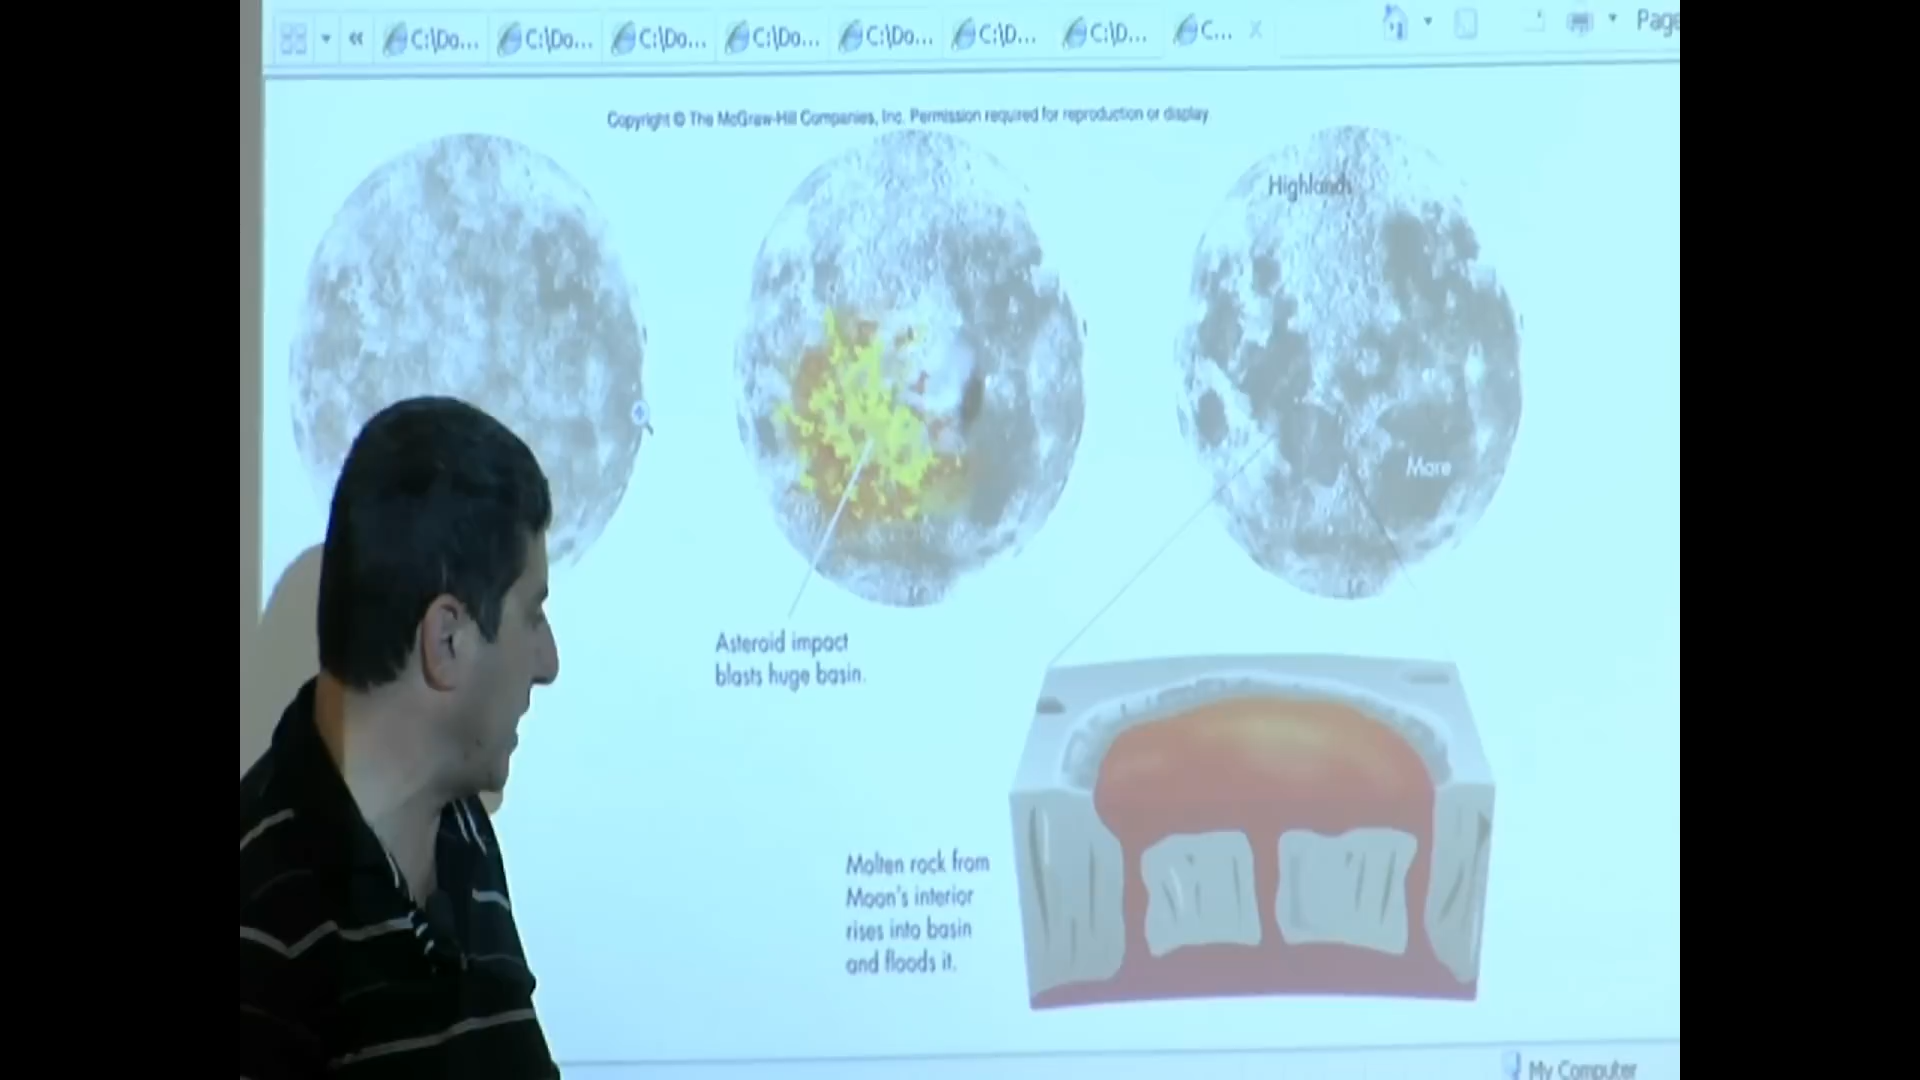 C:\Do... C:\Do... C:\Do... C:\Do... C:\Do... C:\D... C:\D... C... Page
Copyright © The McGraw-Hill Companies, Inc. Permission required for reproduction or display
Highlands
Mare
Asteroid impact
blasts huge basin.
Molten rock from
Moon's interior
rises into basin
and floods it.
My Computer